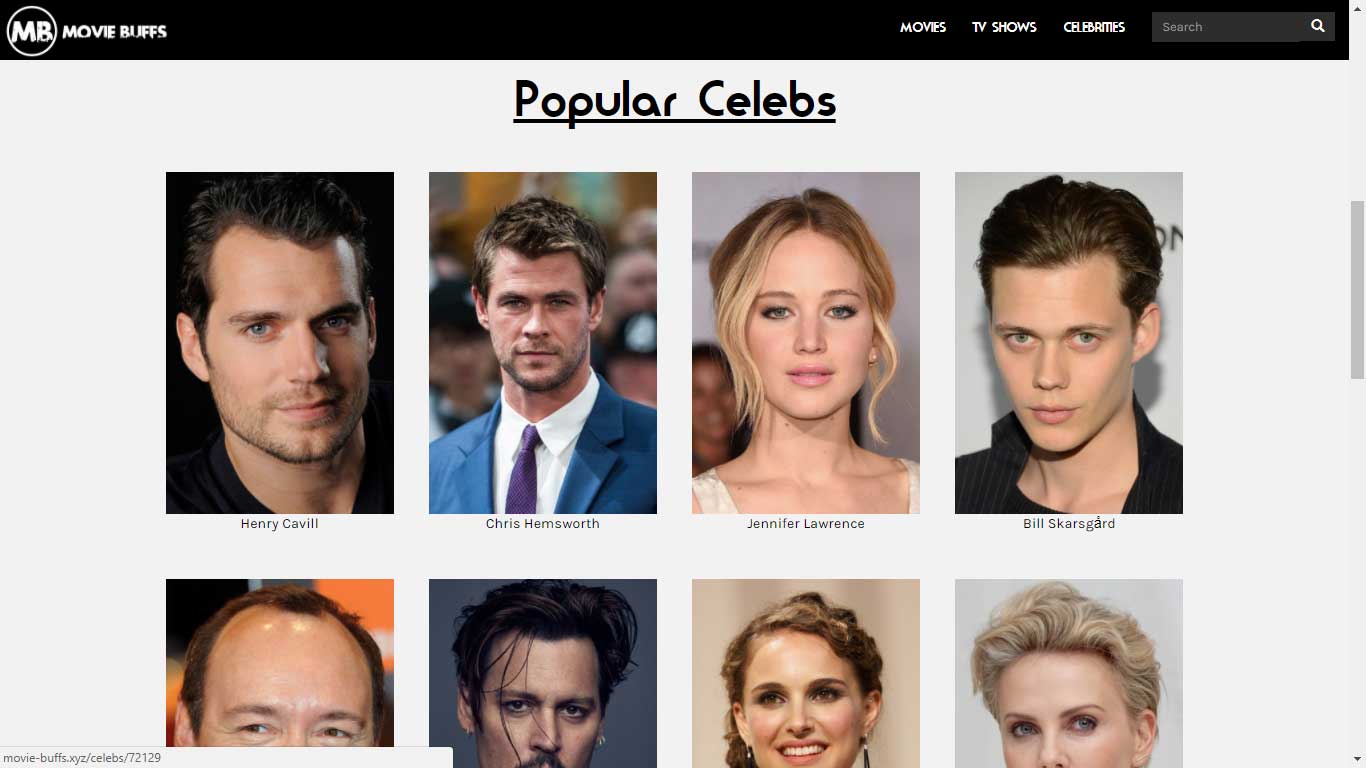 MB MOVIE BUFFS
MOVIES TV SHOWS CELEBRITIES Search
Popular Celebs
Henry Cavill Chris Hemsworth Jennifer Lawrence Bill Skarsgård
movie-buffs.xyz/celebs/72129